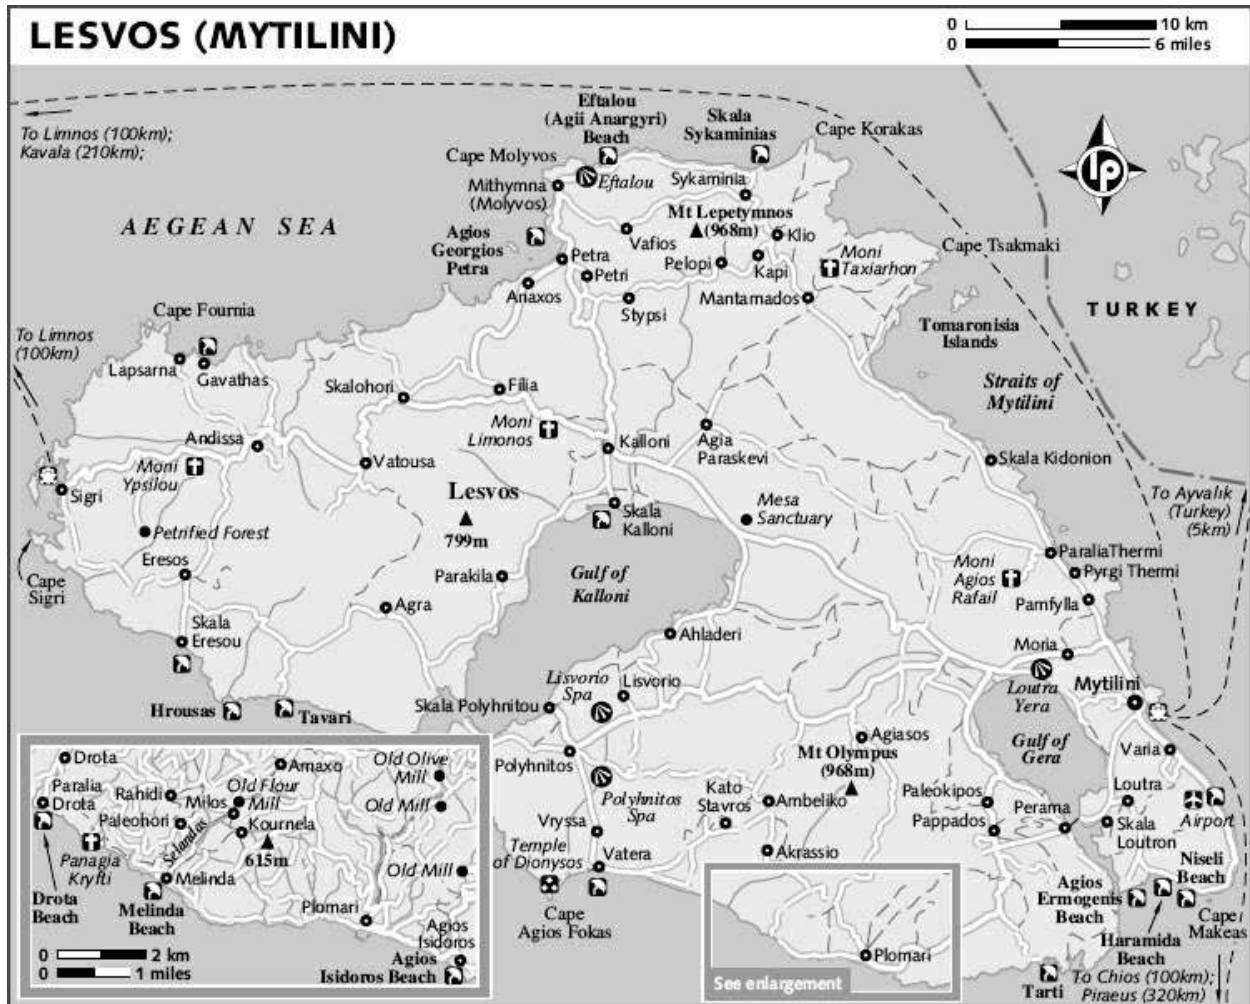 LESVOS (MYTILINI)
0 10 km
0 6 miles
To Limnos (100km);
Kavala (210km);
Eftalou
(Agii Anargyri)
Beach
Skala
Sykaminias
Cape Korakas
Cape Molyvos
Eftalou
Sykaminia
Mithymna
(Molyvos)
lp
AEGEAN SEA
Mt Lepetymnos
(968m)
Vafios
Klio
Agios
Georgios
Petra
Petra
Petri
Pelopi
Kapi
Moni
Taxiarhon
Cape Tsakmaki
Anaxos
Stypsi
Mantamados
TURKEY
Cape Fournia
To Limnos
(100km)
Tomaronisia
Islands
Lapsarna
Gavathas
Skalohori
Filia
Straits of
Mytilini
Andissa
Moni
Limonos
Kalloni
Agia
Paraskevi
Moni
Ypsilou
Vatousa
Skala Kidonion
Sigri
Lesvos
799m
Skala
Kalloni
Mesa
Sanctuary
To Ayvalık
(Turkey)
(5km)
Petrified Forest
Eresos
Cape
Sigri
Parakila
Gulf of
Kalloni
Moni
Agios
Rafail
ParaliaThermi
Pyrgi Thermi
Pamfylla
Agra
Skala
Eresou
Ahladeri
Moria
Lisvorio
Spa
Lisvorio
Loutra
Yera
Mytilini
Hrousas
Tavari
Skala Polyhnitou
Agiasos
Gulf of
Gera
Varia
Polyhnitos
Mt Olympus
(968m)
Polyhnitos
Spa
Kato
Stavros
Ambeliko
Paleokipos
Pappados
Perama
Loutra
Airport
Skala
Loutron
Vryssa
Temple
of Dionysos
Vatera
Akrassio
Niseli
Beach
Agios
Ermogenis
Beach
Cape
Agios Fokas
Cape
Makeas
Haramida
Beach
Plomari
See enlargement
Tarti
To Chios (100km);
Piraeus (320km)
Drota
Amaxo
Old Olive
Mill
Paralia
Drota
Rahidi
Milos
Old Flour
Mill
Old Mill
Paleohori
Selandas
Kournela
615m
Panagia
Kryfti
Old Mill
Melinda
Drota
Beach
Melinda
Beach
Plomari
Agios
Isidoros
Agios
Isidoros Beach
0 2 km
0 1 miles